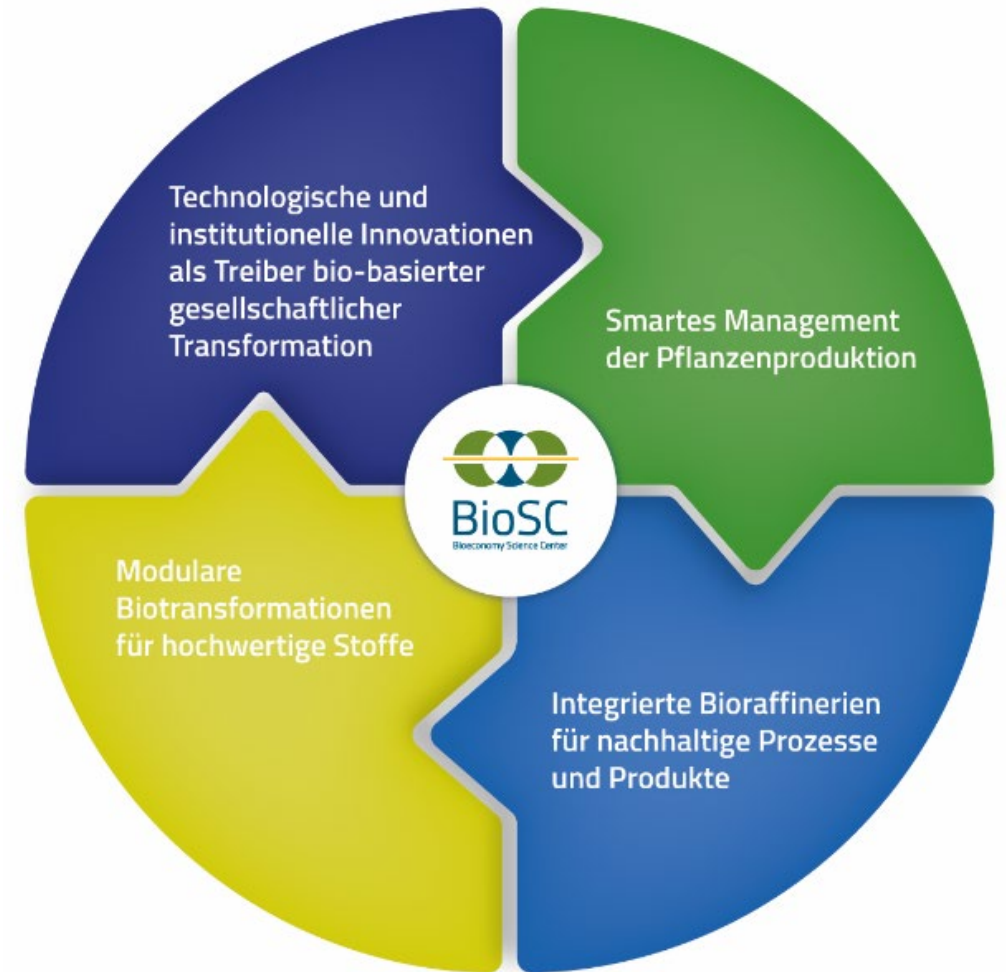 Technologische und
institutionelle Innovationen
als Treiber bio-basierter
gesellschaftlicher
Transformation
Smartes Management
der Pflanzenproduktion
BioSC
Bioeconomy Science Center
Modulare
Biotransformationen
für hochwertige Stoffe
Integrierte Bioraffinerien
für nachhaltige Prozesse
und Produkte